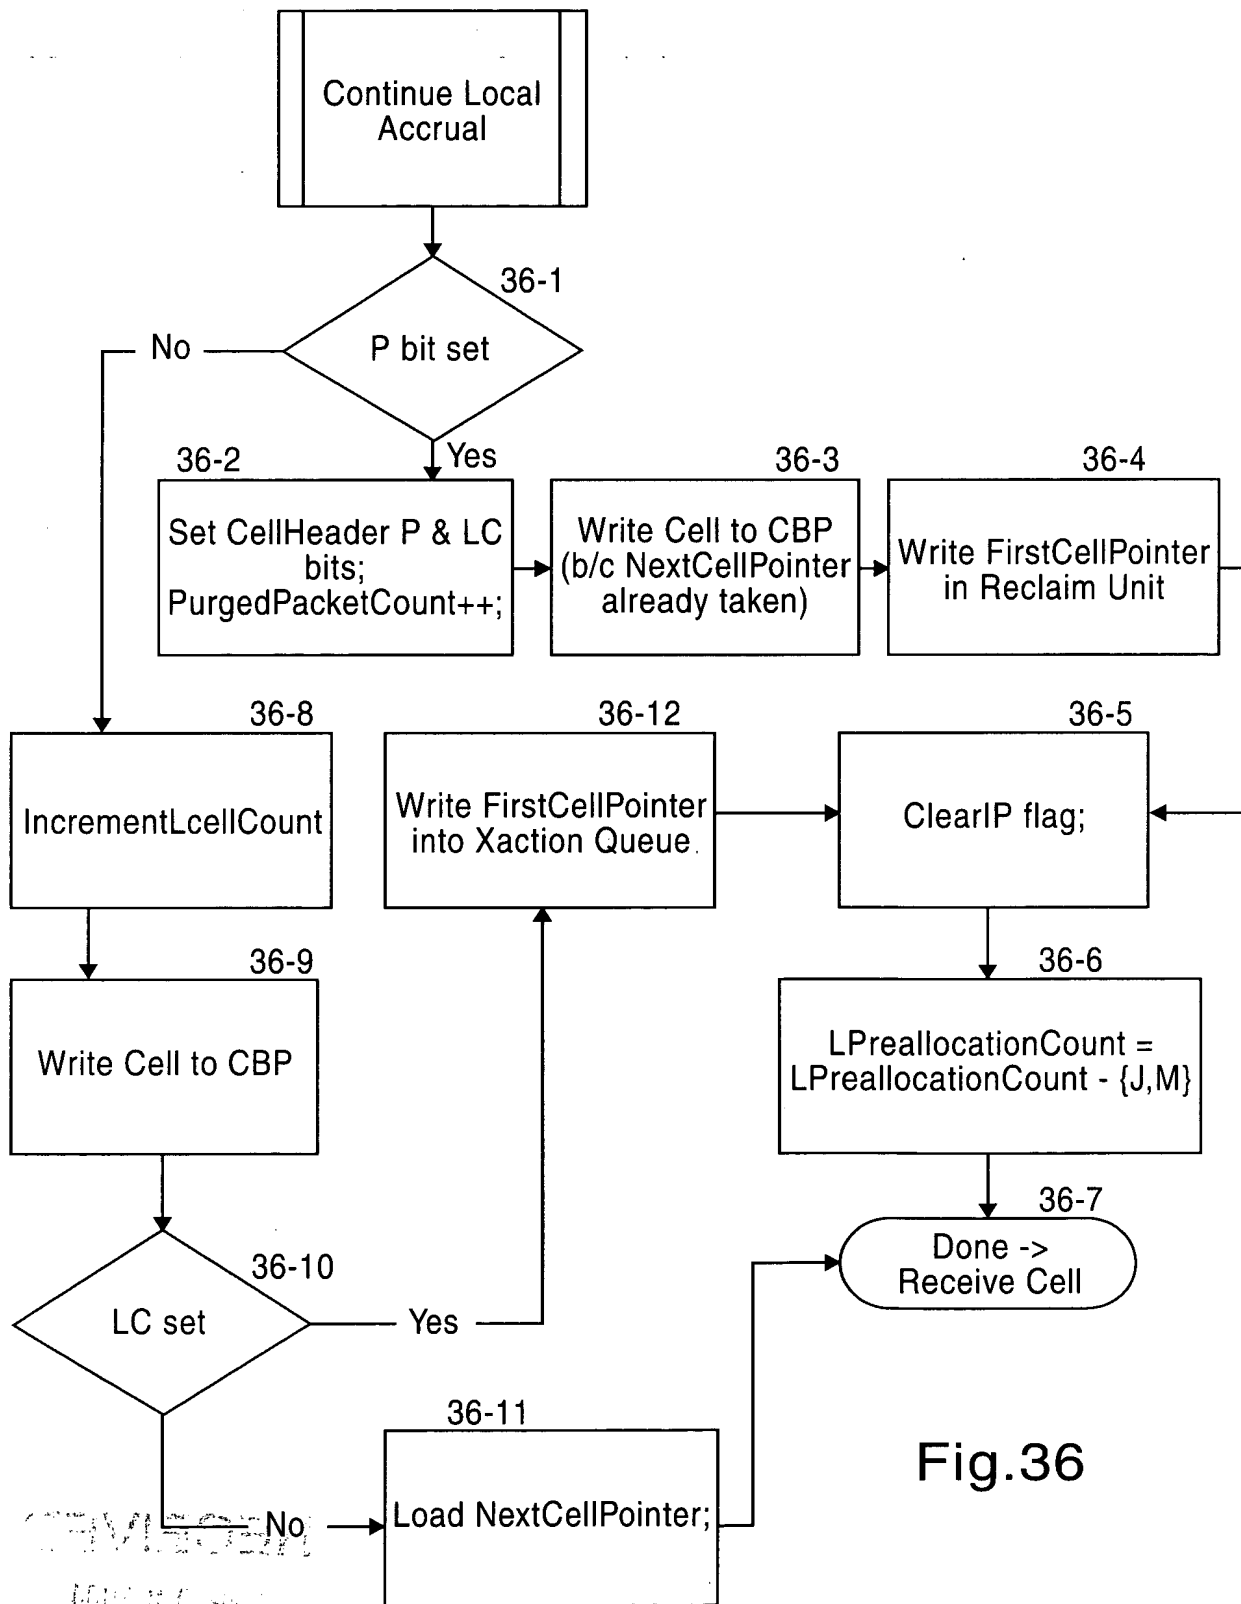 Continue Local
Accrual
36-1
P bit set
No
Yes
36-2
Set CellHeader P & LC
bits;
PurgedPacketCount++;
36-3
Write Cell to CBP
(b/c NextCellPointer
already taken)
36-4
Write FirstCellPointer
in Reclaim Unit
36-8
IncrementLcellCount
36-12
Write FirstCellPointer
into Xaction Queue
36-5
ClearIP flag;
36-9
Write Cell to CBP
36-6
LPreallocationCount =
LPreallocationCount - {J,M}
36-7
Done ->
Receive Cell
36-10
LC set
Yes
No
36-11
Load NextCellPointer;
Fig.36